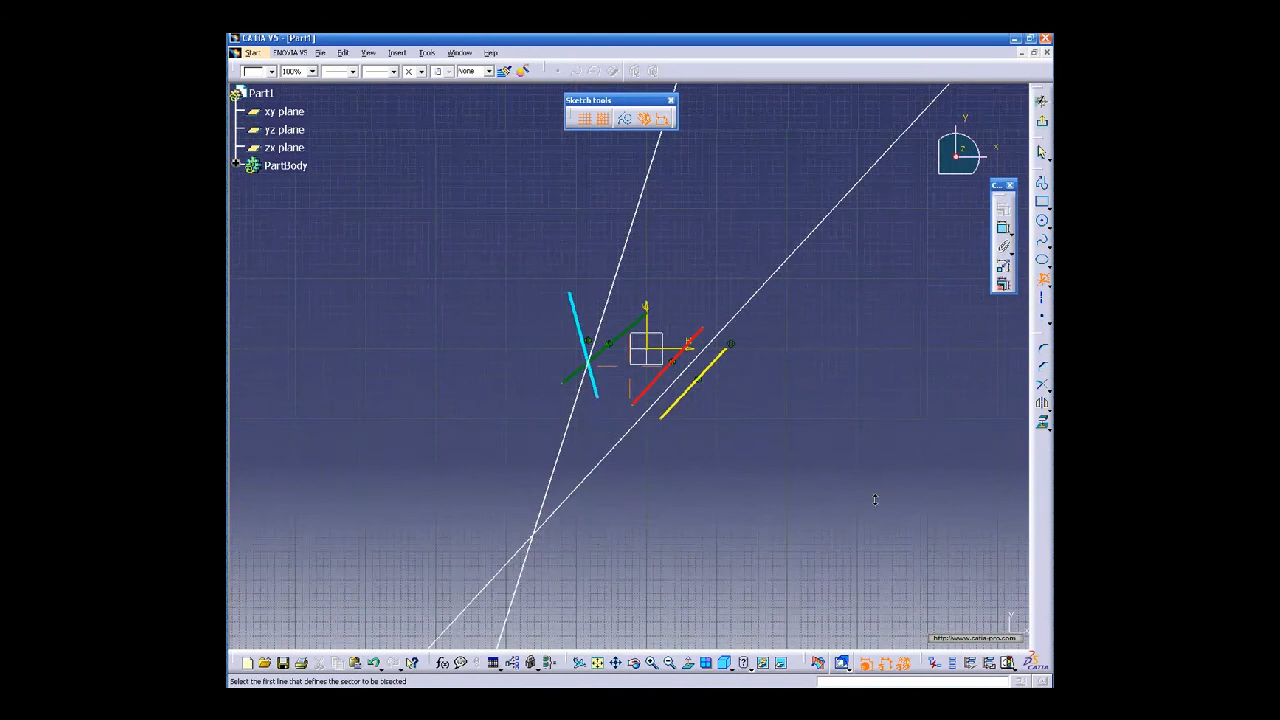 CATIA V5 - [Part1]
Start ENOVIA V5 File Edit View Insert Tools Window Help
100% None
Part1
xy plane
yz plane
zx plane
PartBody
Sketch tools
Y
z
x
C...
H
Y
http://www.catia-pro.com
CATIA
Select the first line that defines the sector to be bisected